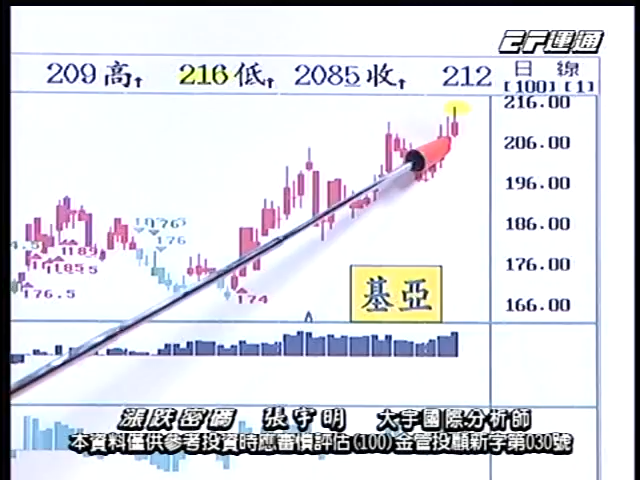 EF運通
209高↑ 216低↑ 2085收↑ 212 日線
[100][1]
216.00
206.00
196.00
186.00
176.00
166.00
176
176.5
174
基亞
漲跌密碼 張宇明 大宇國際分析師
本資料僅供參考投資時應審慎評估(100)金管投顧新字第030號